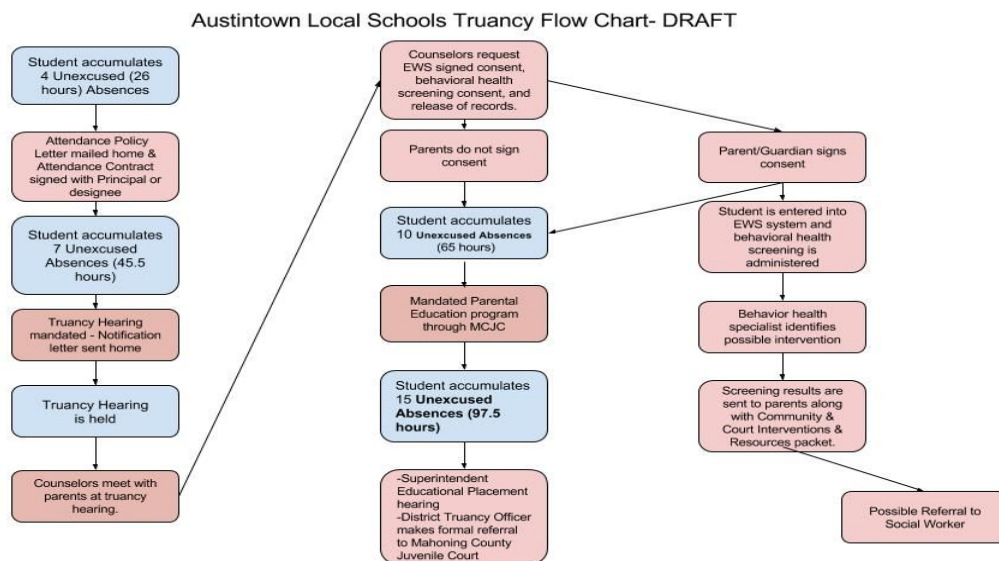 Austintown Local Schools Truancy Flow Chart- DRAFT
Student accumulates
4 Unexcused (26
hours) Absences
Attendance Policy
Letter mailed home &
Attendance Contract
signed with Principal or
designee
Student accumulates
7 Unexcused
Absences (45.5
hours)
Truancy Hearing
mandated - Notification
letter sent home
Truancy Hearing
is held
Counselors meet with
parents at truancy
hearing.
Counselors request
EWS signed consent,
behavioral health
screening consent, and
release of records.
Parents do not sign
consent
Student accumulates
10 Unexcused Absences
(65 hours)
Mandated Parental
Education program
through MCJC
Student accumulates
15 Unexcused
Absences (97.5
hours)
-Superintendent
Educational Placement
hearing
-District Truancy Officer
makes formal referral
to Mahoning County
Juvenile Court
Parent/Guardian signs
consent
Student is entered into
EWS system and
behavioral health
screening is
administered
Behavior health
specialist identifies
possible intervention
Screening results are
sent to parents along
with Community &
Court Interventions &
Resources packet.
Possible Referral to
Social Worker